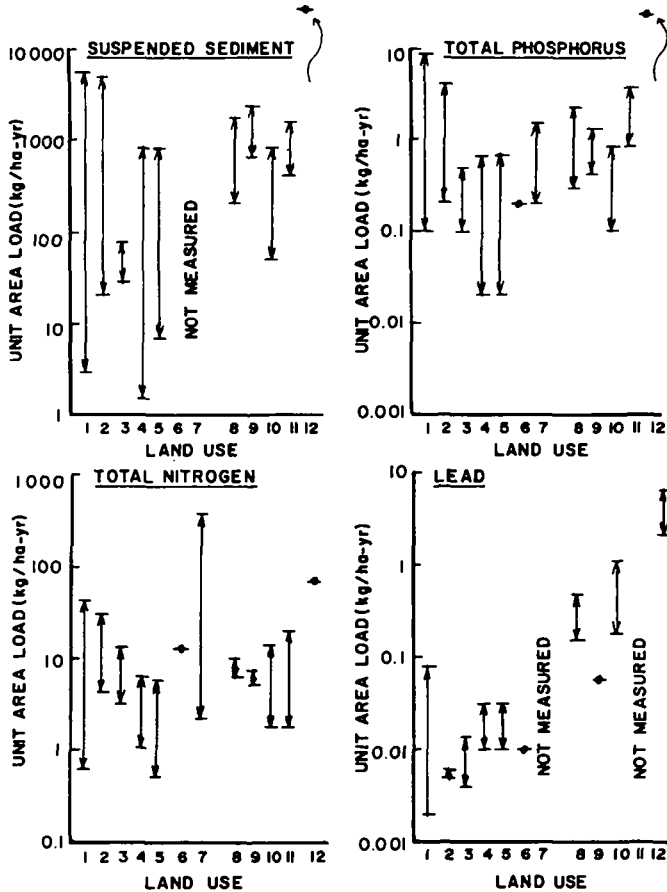 SUSPENDED SEDIMENT
10 000
1000
100
10
1
UNIT AREA LOAD (kg/ha-yr)
NOT MEASURED
1 2 3 4 5 6 7 8 9 10 11 12
LAND USE
TOTAL PHOSPHORUS
10
1
0.1
0.01
0.001
UNIT AREA LOAD (kg/ha-yr)
1 2 3 4 5 6 7 8 9 10 11 12
LAND USE
TOTAL NITROGEN
1000
100
10
1
0.1
UNIT AREA LOAD (kg/ha-yr)
1 2 3 4 5 6 7 8 9 10 11 12
LAND USE
LEAD
10
1
0.1
0.01
0.001
UNIT AREA LOAD (kg/ha-yr)
NOT MEASURED
NOT MEASURED
1 2 3 4 5 6 7 8 9 10 11 12
LAND USE